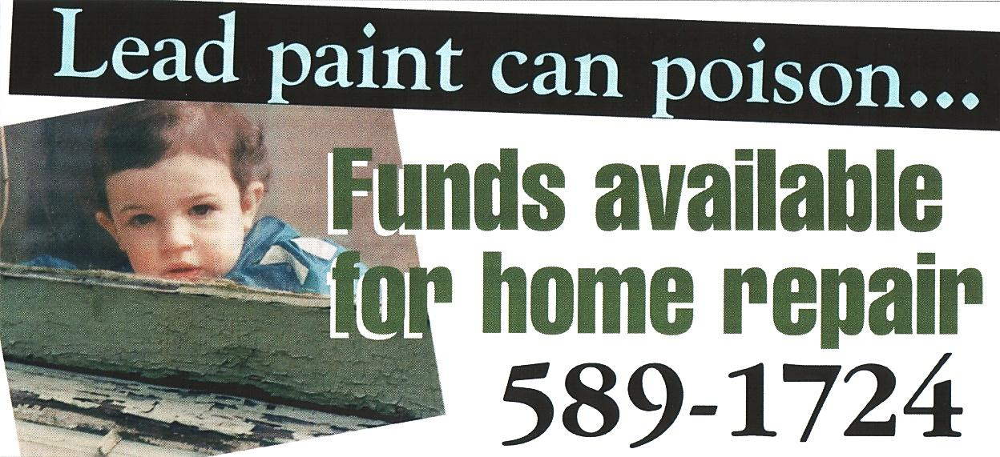 Lead paint can poison...
Funds available
for home repair
589-1724